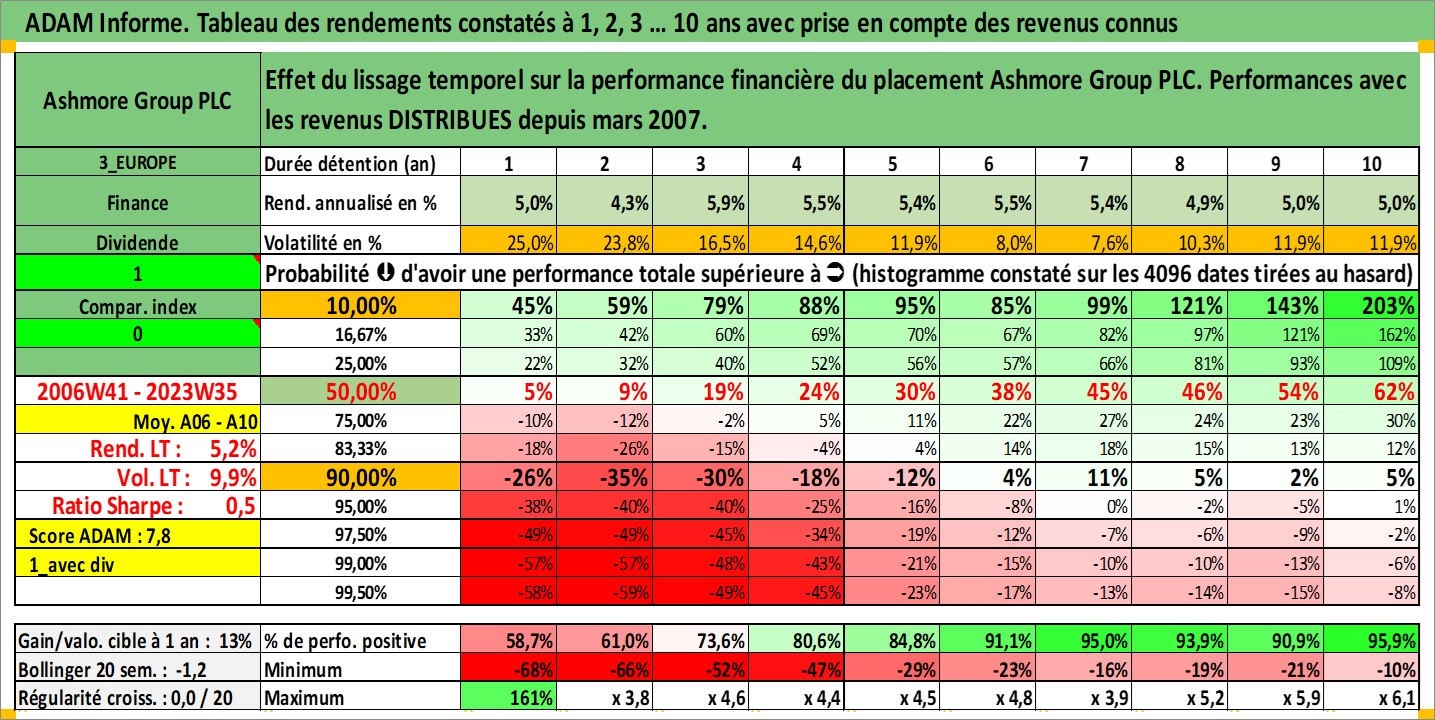 ADAM Informe. Tableau des rendements constatés à 1, 2, 3 ... 10 ans avec prise en compte des revenus connus
Ashmore Group PLC
Effet du lissage temporel sur la performance financière du placement Ashmore Group PLC. Performances avec
les revenus DISTRIBUES depuis mars 2007.
3_EUROPE Durée détention (an) 1 2 3 4 5 6 7 8 9 10
Finance Rend. annualisé en % 5,0% 4,3% 5,9% 5,5% 5,4% 5,5% 5,4% 4,9% 5,0% 5,0%
Dividende Volatilité en % 25,0% 23,8% 16,5% 14,6% 11,9% 8,0% 7,6% 10,3% 11,9% 11,9%
1 Probabilité ⬇ d'avoir une performance totale supérieure à ➲ (histogramme constaté sur les 4096 dates tirées au hasard)
Compar. index 10,00% 45% 59% 79% 88% 95% 85% 99% 121% 143% 203%
0 16,67% 33% 42% 60% 69% 70% 67% 82% 97% 121% 162%
25,00% 22% 32% 40% 52% 56% 57% 66% 81% 93% 109%
2006W41 - 2023W35 50,00% 5% 9% 19% 24% 30% 38% 45% 46% 54% 62%
Moy. A06 - A10 75,00% -10% -12% -2% 5% 11% 22% 27% 24% 23% 30%
Rend. LT : 5,2% 83,33% -18% -26% -15% -4% 4% 14% 18% 15% 13% 12%
Vol. LT : 9,9% 90,00% -26% -35% -30% -18% -12% 4% 11% 5% 2% 5%
Ratio Sharpe : 0,5 95,00% -38% -40% -40% -25% -16% -8% 0% -2% -5% 1%
Score ADAM : 7,8 97,50% -49% -49% -45% -34% -19% -12% -7% -6% -9% -2%
1_avec div 99,00% -57% -57% -48% -43% -21% -15% -10% -10% -13% -6%
99,50% -58% -59% -49% -45% -23% -17% -13% -14% -15% -8%
Gain/valo. cible à 1 an : 13% % de perfo. positive 58,7% 61,0% 73,6% 80,6% 84,8% 91,1% 95,0% 93,9% 90,9% 95,9%
Bollinger 20 sem. : -1,2 Minimum -68% -66% -52% -47% -29% -23% -16% -19% -21% -10%
Régularité croiss. : 0,0 / 20 Maximum 161% x 3,8 x 4,6 x 4,4 x 4,5 x 4,8 x 3,9 x 5,2 x 5,9 x 6,1